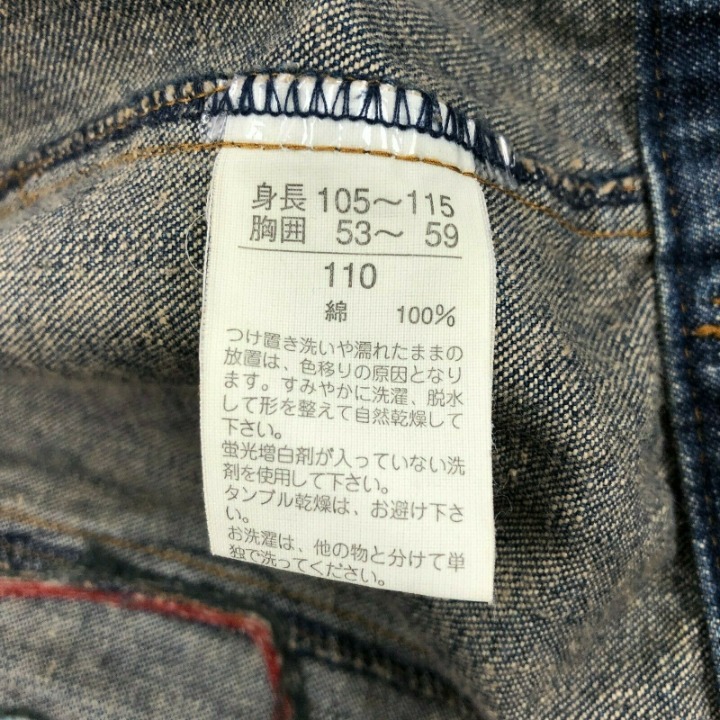 身長 105～115
胸囲 53～ 59
110
綿 100%
つけ置き洗いや濡れたままの
放置は、色移りの原因となり
ます。すみやかに洗濯、脱水
して形を整えて自然乾燥して
下さい。
蛍光増白剤が入っていない洗
剤を使用して下さい。
タンブル乾燥は、お避け下さ
い。
お洗濯は、他の物と分けて単
独で洗ってください。